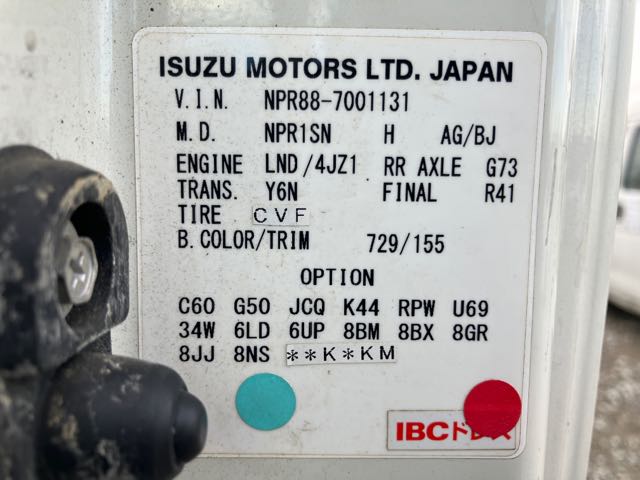 ISUZU MOTORS LTD. JAPAN
V.I.N. NPR88-7001131
M.D. NPR1SN H AG/BJ
ENGINE LND/4JZ1 RR AXLE G73
TRANS. Y6N FINAL R41
TIRE CVF
B.COLOR/TRIM 729/155
OPTION
C60 G50 JCQ K44 RPW U69
34W 6LD 6UP 8BM 8BX 8GR
8JJ 8NS **K*KM
IBC